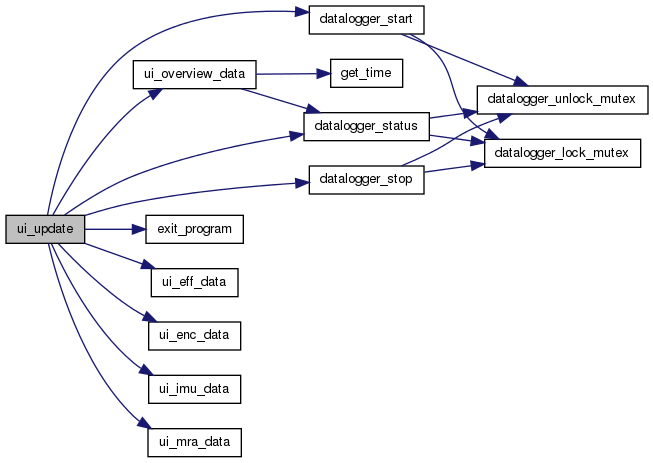 datalogger_start
ui_overview_data
get_time
datalogger_unlock_mutex
datalogger_status
datalogger_lock_mutex
datalogger_stop
ui_update
exit_program
ui_eff_data
ui_enc_data
ui_imu_data
ui_mra_data